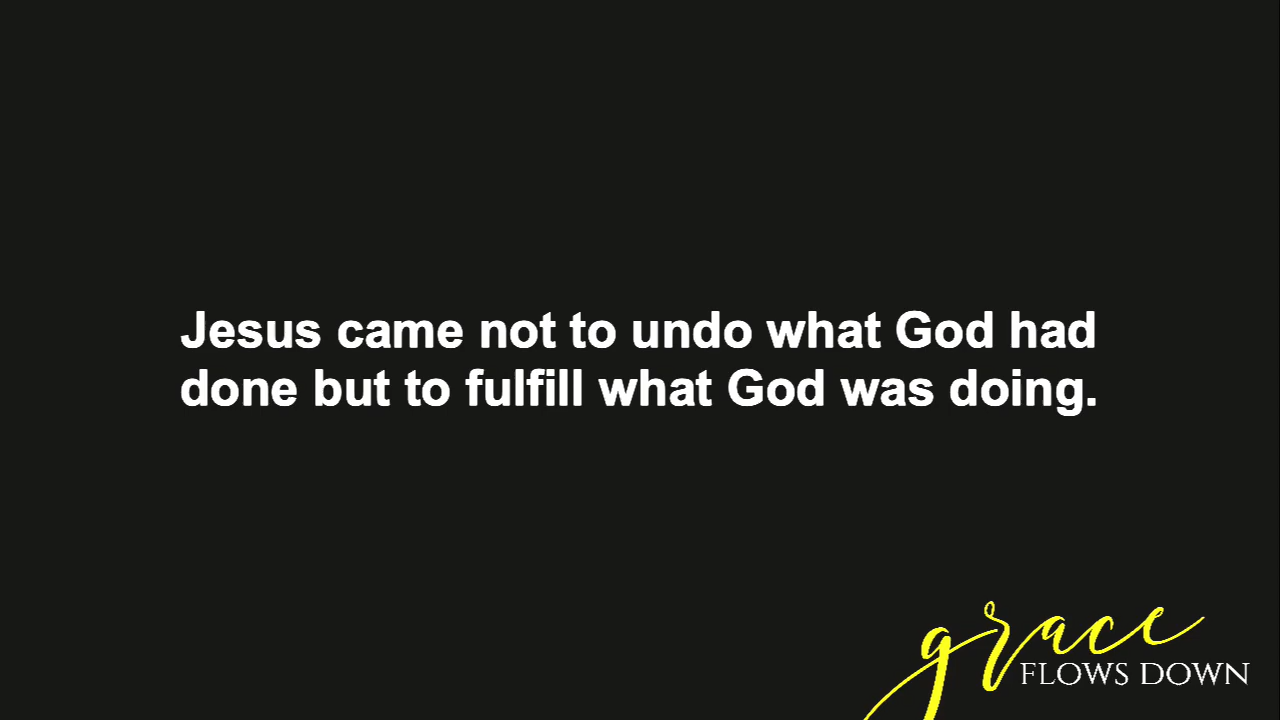 Jesus came not to undo what God had
done but to fulfill what God was doing.
grace
FLOWS DOWN